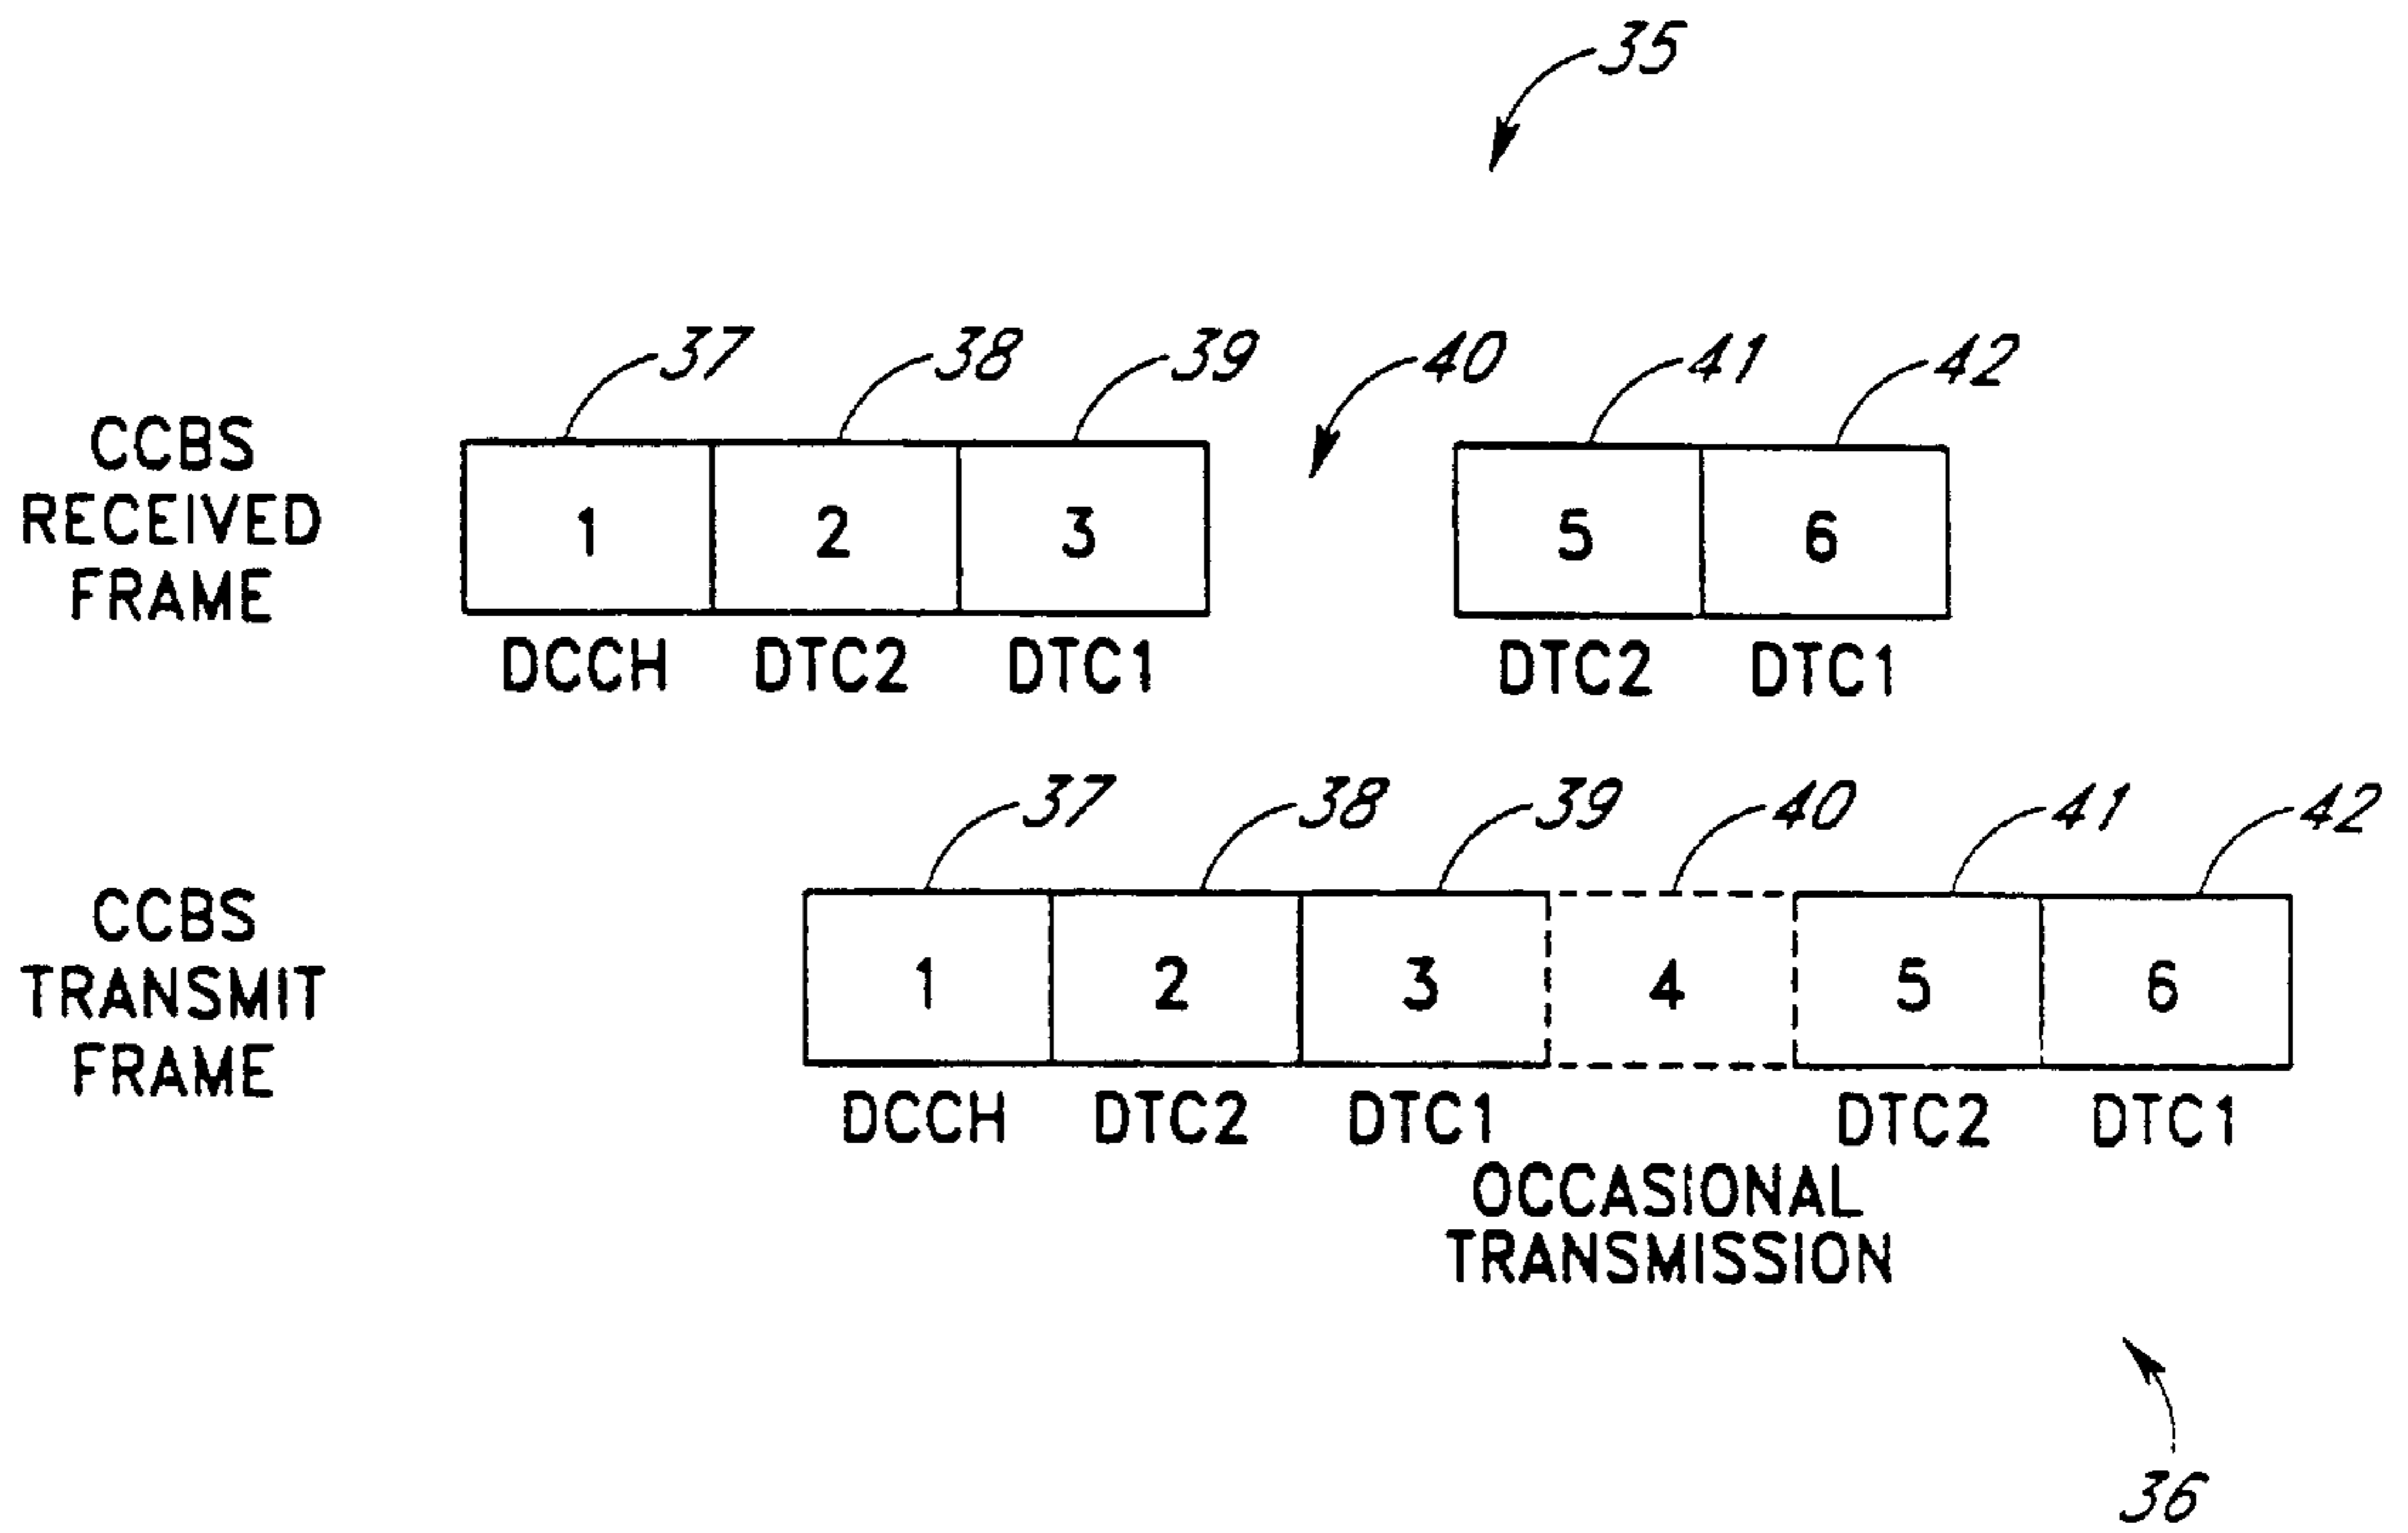 35
37 38 39 40 41 42
CCBS
RECEIVED
FRAME
1 2 3 5 6
DCCH DTC2 DTC1 DTC2 DTC1
37 38 39 40 41 42
CCBS
TRANSMIT
FRAME
1 2 3 4 5 6
DCCH DTC2 DTC1 DTC2 DTC1
OCCASIONAL
TRANSMISSION
36